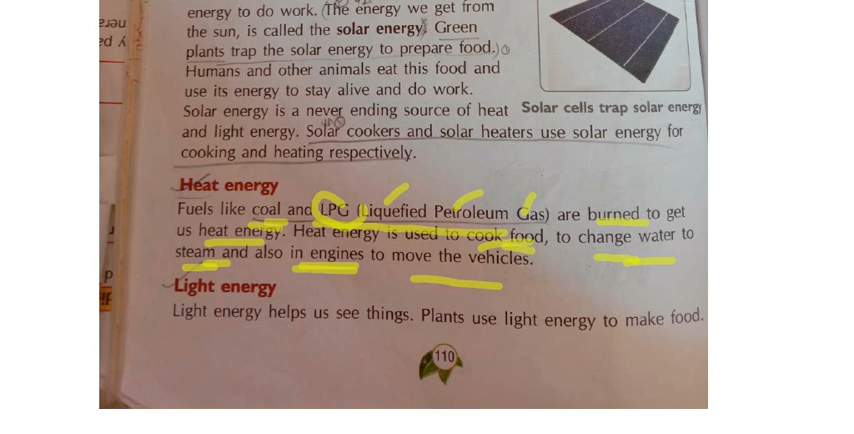 energy to do work. (The energy we get from
the sun, is called the solar energy. Green
plants trap the solar energy to prepare food.)
Humans and other animals eat this food and
use its energy to stay alive and do work.
Solar energy is a never ending source of heat
and light energy. Solar cookers and solar heaters use solar energy for
cooking and heating respectively.
Solar cells trap solar energy
Heat energy
Fuels like coal and LPG (Liquefied Petroleum Gas) are burned to get
us heat energy. Heat energy is used to cook food, to change water to
steam and also in engines to move the vehicles.
Light energy
Light energy helps us see things. Plants use light energy to make food.
110